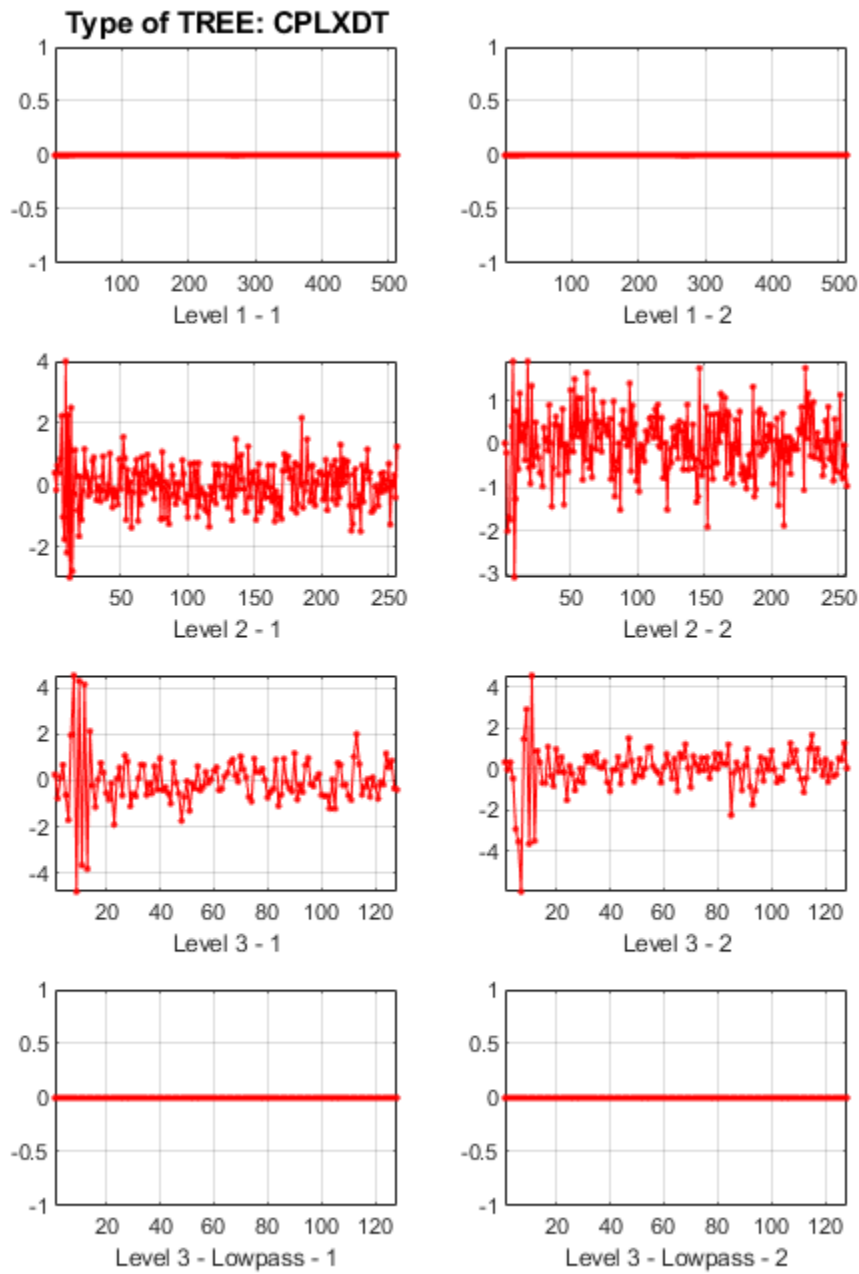 Type of TREE: CPLXDT
1
0.5
0
-0.5
-1
100 200 300 400 500
Level 1 - 1
1
0.5
0
-0.5
-1
100 200 300 400 500
Level 1 - 2
4
2
0
-2
50 100 150 200 250
Level 2 - 1
1
0
-1
-2
-3
50 100 150 200 250
Level 2 - 2
4
2
0
-2
-4
20 40 60 80 100 120
Level 3 - 1
4
2
0
-2
-4
20 40 60 80 100 120
Level 3 - 2
1
0.5
0
-0.5
-1
20 40 60 80 100 120
Level 3 - Lowpass - 1
1
0.5
0
-0.5
-1
20 40 60 80 100 120
Level 3 - Lowpass - 2